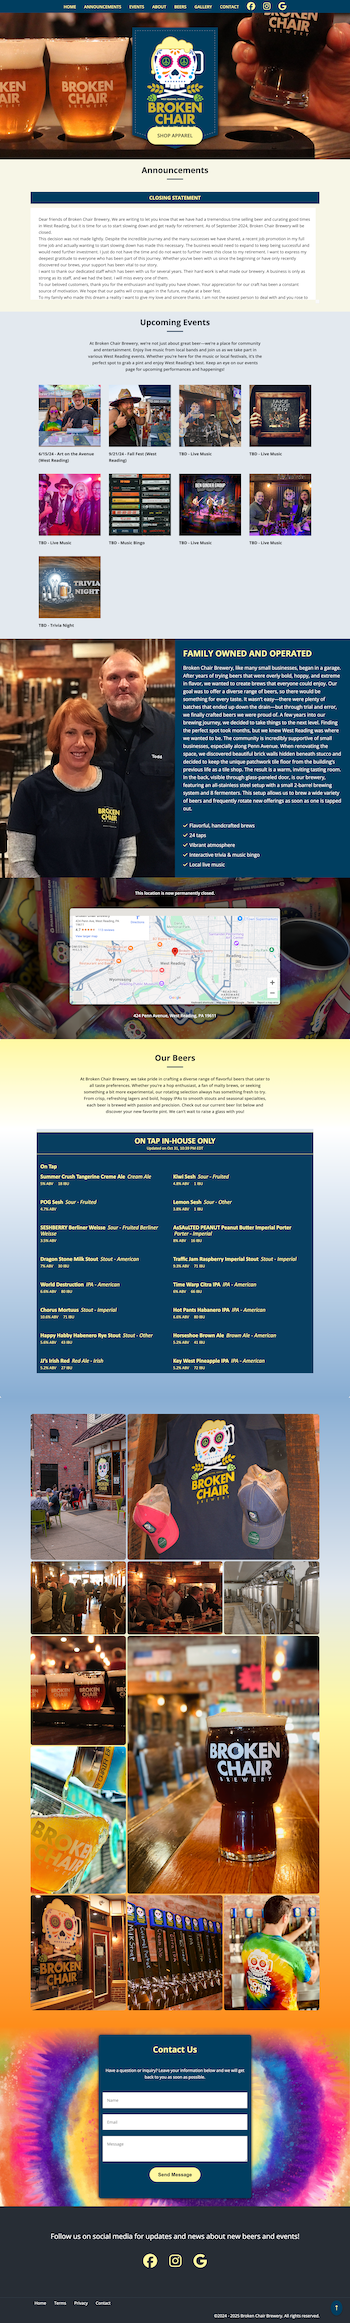 HOME ANNOUNCEMENTS EVENTS ABOUT BEERS GALLERY CONTACT
BROKEN
CHAIR
BREWERY
SHOP APPAREL
Announcements
CLOSING STATEMENT
Dear Friends of Broken Chair Brewery, We are writing to let you know that we have had a tremendous time selling beer and curating good times
in West Reading, but it is time for us to start slowing down and get ready for retirement. As of September 2024, Broken Chair Brewery will be
closed.
This decision was not made lightly. Despite the incredible journey and the many successes we have shared, a recent job promotion in my full
time job and actually wanting to start slowing down has made this necessary. The business would need to expand to keep being successful and
would need further investment. I just do not have the time and do not want to further invest this close to my retirement. I want to express my
deepest gratitude to everyone who has been part of this journey. Whether you've been with us since the beginning or have only recently
discovered our brews, your support has been vital to our story.
I want to thank our dedicated staff which has been with us for several years. Their hard work is what made our brewery. A business is only as
strong as its staff, and we had the best. I will miss every one of them.
To our beloved customers, thank you for the enthusiasm and loyalty you have shown. Your appreciation for our craft has been a constant
source of motivation. We hope that our paths will cross again in the future, maybe at a beer fest.
To my family who made this dream a reality I want to give my love and sincere thanks. I am not the easiest person to deal with and you rose to
Upcoming Events
At Broken Chair Brewery, we're not just about great beer—we're a place for community
and entertainment. Enjoy live music from local bands and join us as we take part in
various West Reading events. Whether you're here for the music or local festivals, it's the
perfect spot to grab a pint and enjoy West Reading's best. Keep an eye on our events
page for upcoming performances and happenings!
6/15/24 - Art on the Avenue
(West Reading)
9/21/24 - Fall Fest (West
Reading)
TBD - Live Music
TBD - Live Music
TBD - Live Music
TBD - Music Bingo
TBD - Live Music
TBD - Live Music
TRIVIA
NIGHT
TBD - Trivia Night
FAMILY OWNED AND OPERATED
Broken Chair Brewery, like many small businesses, began in a garage.
After years of trying beers that were overly bold, hoppy, and extreme
in flavor, we wanted to create brews that everyone could enjoy. Our
goal was to offer a diverse range of beers, so there would be
something for every taste. It wasn't easy—there were plenty of
batches that ended up down the drain—but through trial and error,
we finally crafted beers we were proud of. A few years into our
brewing journey, we decided to take things to the next level. Finding
the perfect spot took months, but we knew West Reading was where
we wanted to be. The community is incredibly supportive of small
businesses, especially along Penn Avenue. When renovating the
space, we discovered beautiful brick walls hidden beneath stucco and
decided to keep the unique patchwork tile floor from the building's
previous life as a tile shop. The result is a warm, inviting tasting room.
In the back, visible through glass-paneled door, is our brewery,
featuring an all-stainless steel setup with a small 2-barrel brewing
system and 8 fermenters. This setup allows us to brew a wide variety
of beers and frequently rotate new offerings as soon as one is tapped
out.
Flavorful, handcrafted brews
24 taps
Vibrant atmosphere
Interactive trivia & music bingo
Local live music
This location is now permanently closed.
West Reading
424 Penn Avenue, West Reading, PA 19611
Our Beers
At Broken Chair Brewery, we take pride in crafting a diverse range of flavorful beers that cater to
all taste preferences. Whether you're a hop enthusiast, a fan of malty brews, or seeking
something a bit more experimental, our rotating selection always has something fresh to try.
From crisp, refreshing lagers and bold, hoppy IPAs to smooth stouts and seasonal specialties,
each beer is brewed with passion and precision. Check out our current beer list below and
discover your new favorite pint. We can't wait to raise a glass with you!
ON TAP IN-HOUSE ONLY
Updated on Oct 31, 10:30 PM EDT
On Tap
Summer Crush Tangerine Creme Ale Cream Ale
5% ABV 18 IBU
Kiwi Sesh Sour - Fruited
4.8% ABV 1 IBU
POG Sesh Sour - Fruited
4.7% ABV
Lemon Sesh Sour - Other
3.8% ABV 1 IBU
SESHBERRY Berliner Weisse Sour - Fruited Berliner
Weisse
3.5% ABV
AsSAuLTED PEANUT Peanut Butter Imperial Porter
Porter - Imperial
8% ABV 16 IBU
Dragon Stone Milk Stout Stout - American
7% ABV 30 IBU
Traffic Jam Raspberry Imperial Stout Stout - Imperial
9.5% ABV 71 IBU
World Destruction IPA - American
6.6% ABV 80 IBU
Time Warp Citra IPA IPA - American
6% ABV 66 IBU
Chorus Mortuus Stout - Imperial
10.6% ABV 71 IBU
Hot Pants Habanero IPA IPA - American
6.6% ABV 80 IBU
Happy Habby Habenero Rye Stout Stout - Other
5.6% ABV 43 IBU
Horseshoe Brown Ale Brown Ale - American
5.3% ABV 41 IBU
JJ's Irish Red Red Ale - Irish
5.2% ABV 27 IBU
Key West Pineapple IPA IPA - American
5.2% ABV 72 IBU
BROKEN
CHAIR
BREWERY
BROKEN
CHAIR
BREWERY
BROKEN
CHAIR
BROKEN
CHAIR
Contact Us
Have a question or inquiry? Leave your information below and we will get
back to you as soon as possible.
Name
Email
Message
Send Message
Follow us on social media for updates and news about new beers and events!
Home Terms Privacy Contact
©2024 - 2025 Broken Chair Brewery. All rights reserved.